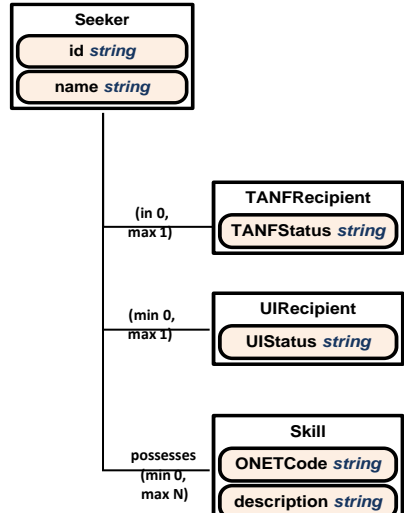 Seeker
id string
name string
(in 0,
max 1)
TANFRecipient
TANFStatus string
(min 0,
max 1)
UIRecipient
UIStatus string
possesses
(min 0,
max N)
Skill
ONETCode string
description string